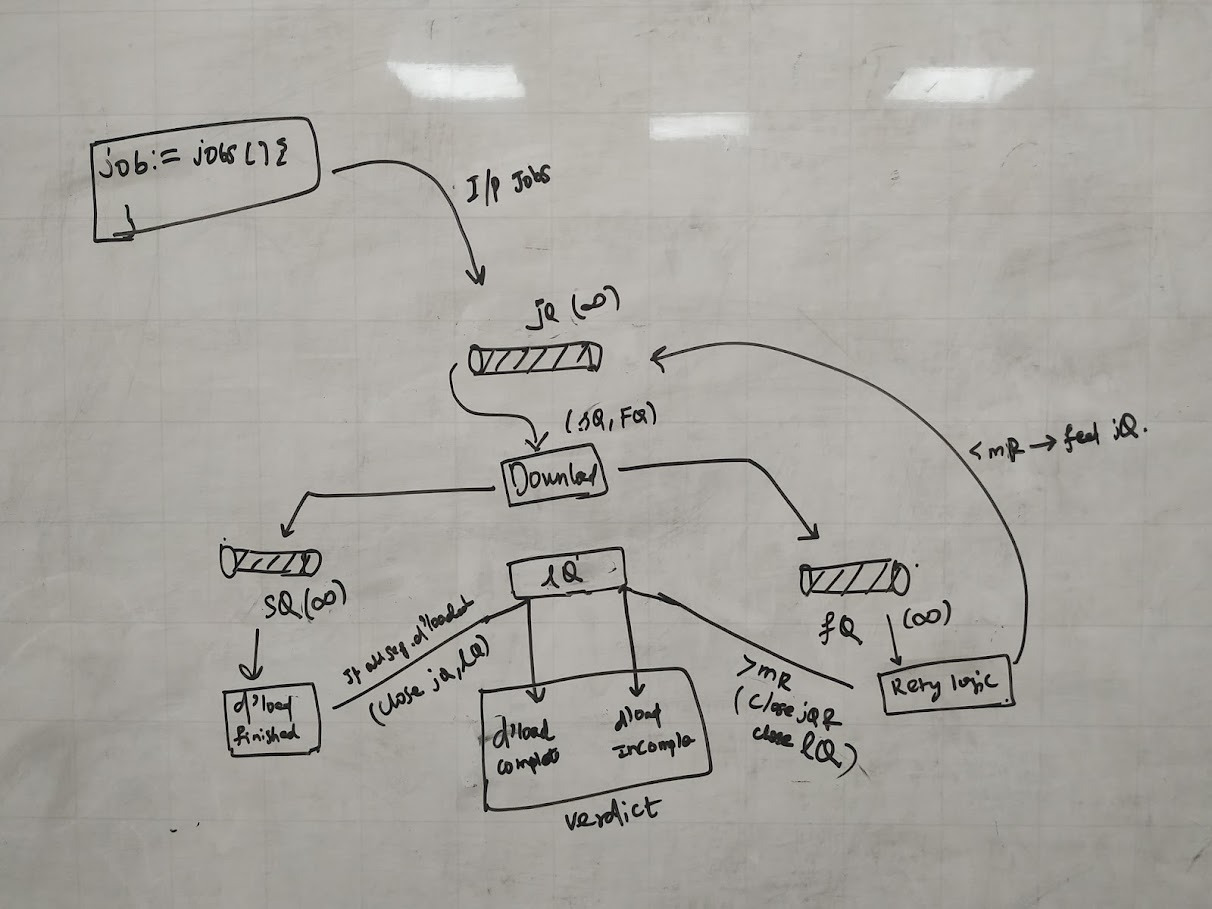 job:= jobs [] {
}
I/P Jobs
jQ (∞)
(sQ, FQ)
< mR → feed jQ.
Download
SQ (∞)
lQ
fQ (∞)
If all seg. d'loaded
(close jQ, lQ)
> mR
(close jQ &
close lQ)
Retry logic
d'load
finished
d'load
complete
d'load
Incomple
verdict